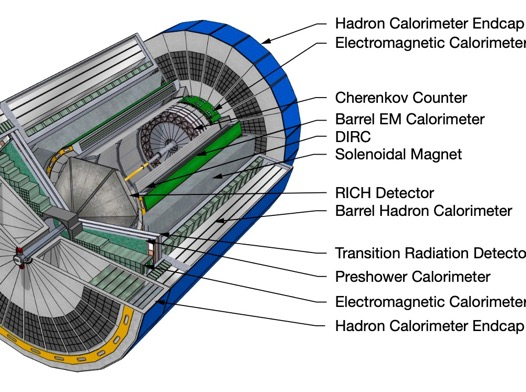 Hadron Calorimeter Endcap
Electromagnetic Calorimeter
Cherenkov Counter
Barrel EM Calorimeter
DIRC
Solenoidal Magnet
RICH Detector
Barrel Hadron Calorimeter
Transition Radiation Detecto
Preshower Calorimeter
Electromagnetic Calorimeter
Hadron Calorimeter Endcap